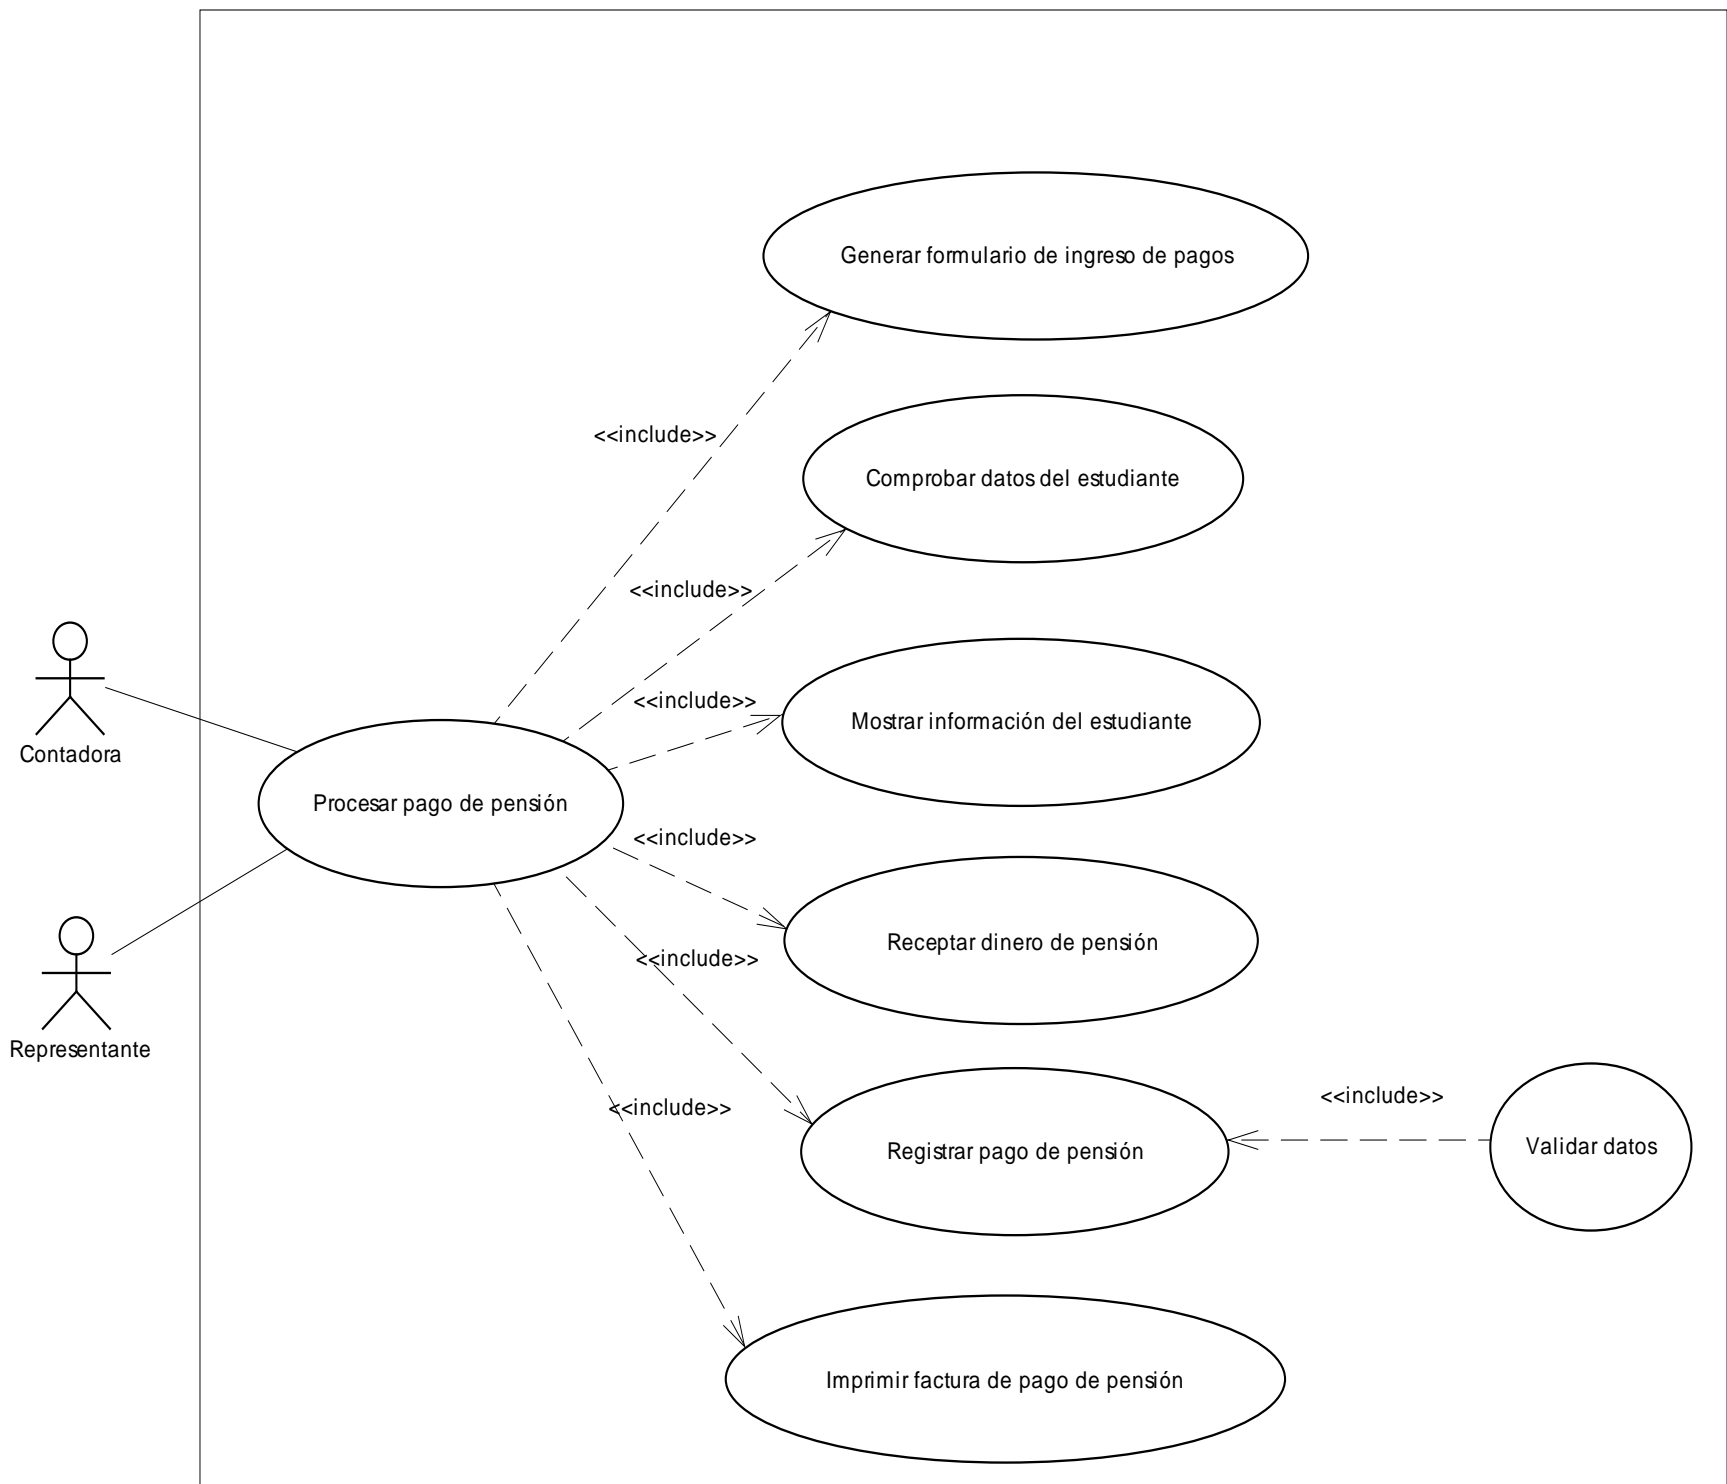 Generar formulario de ingreso de pagos
<<include>>
Comprobar datos del estudiante
<<include>>
<<include>>
Mostrar información del estudiante
Contadora
Procesar pago de pensión
<<include>>
Receptar dinero de pensión
<<include>>
Representante
<<include>>
<<include>>
Registrar pago de pensión
Validar datos
Imprimir factura de pago de pensión